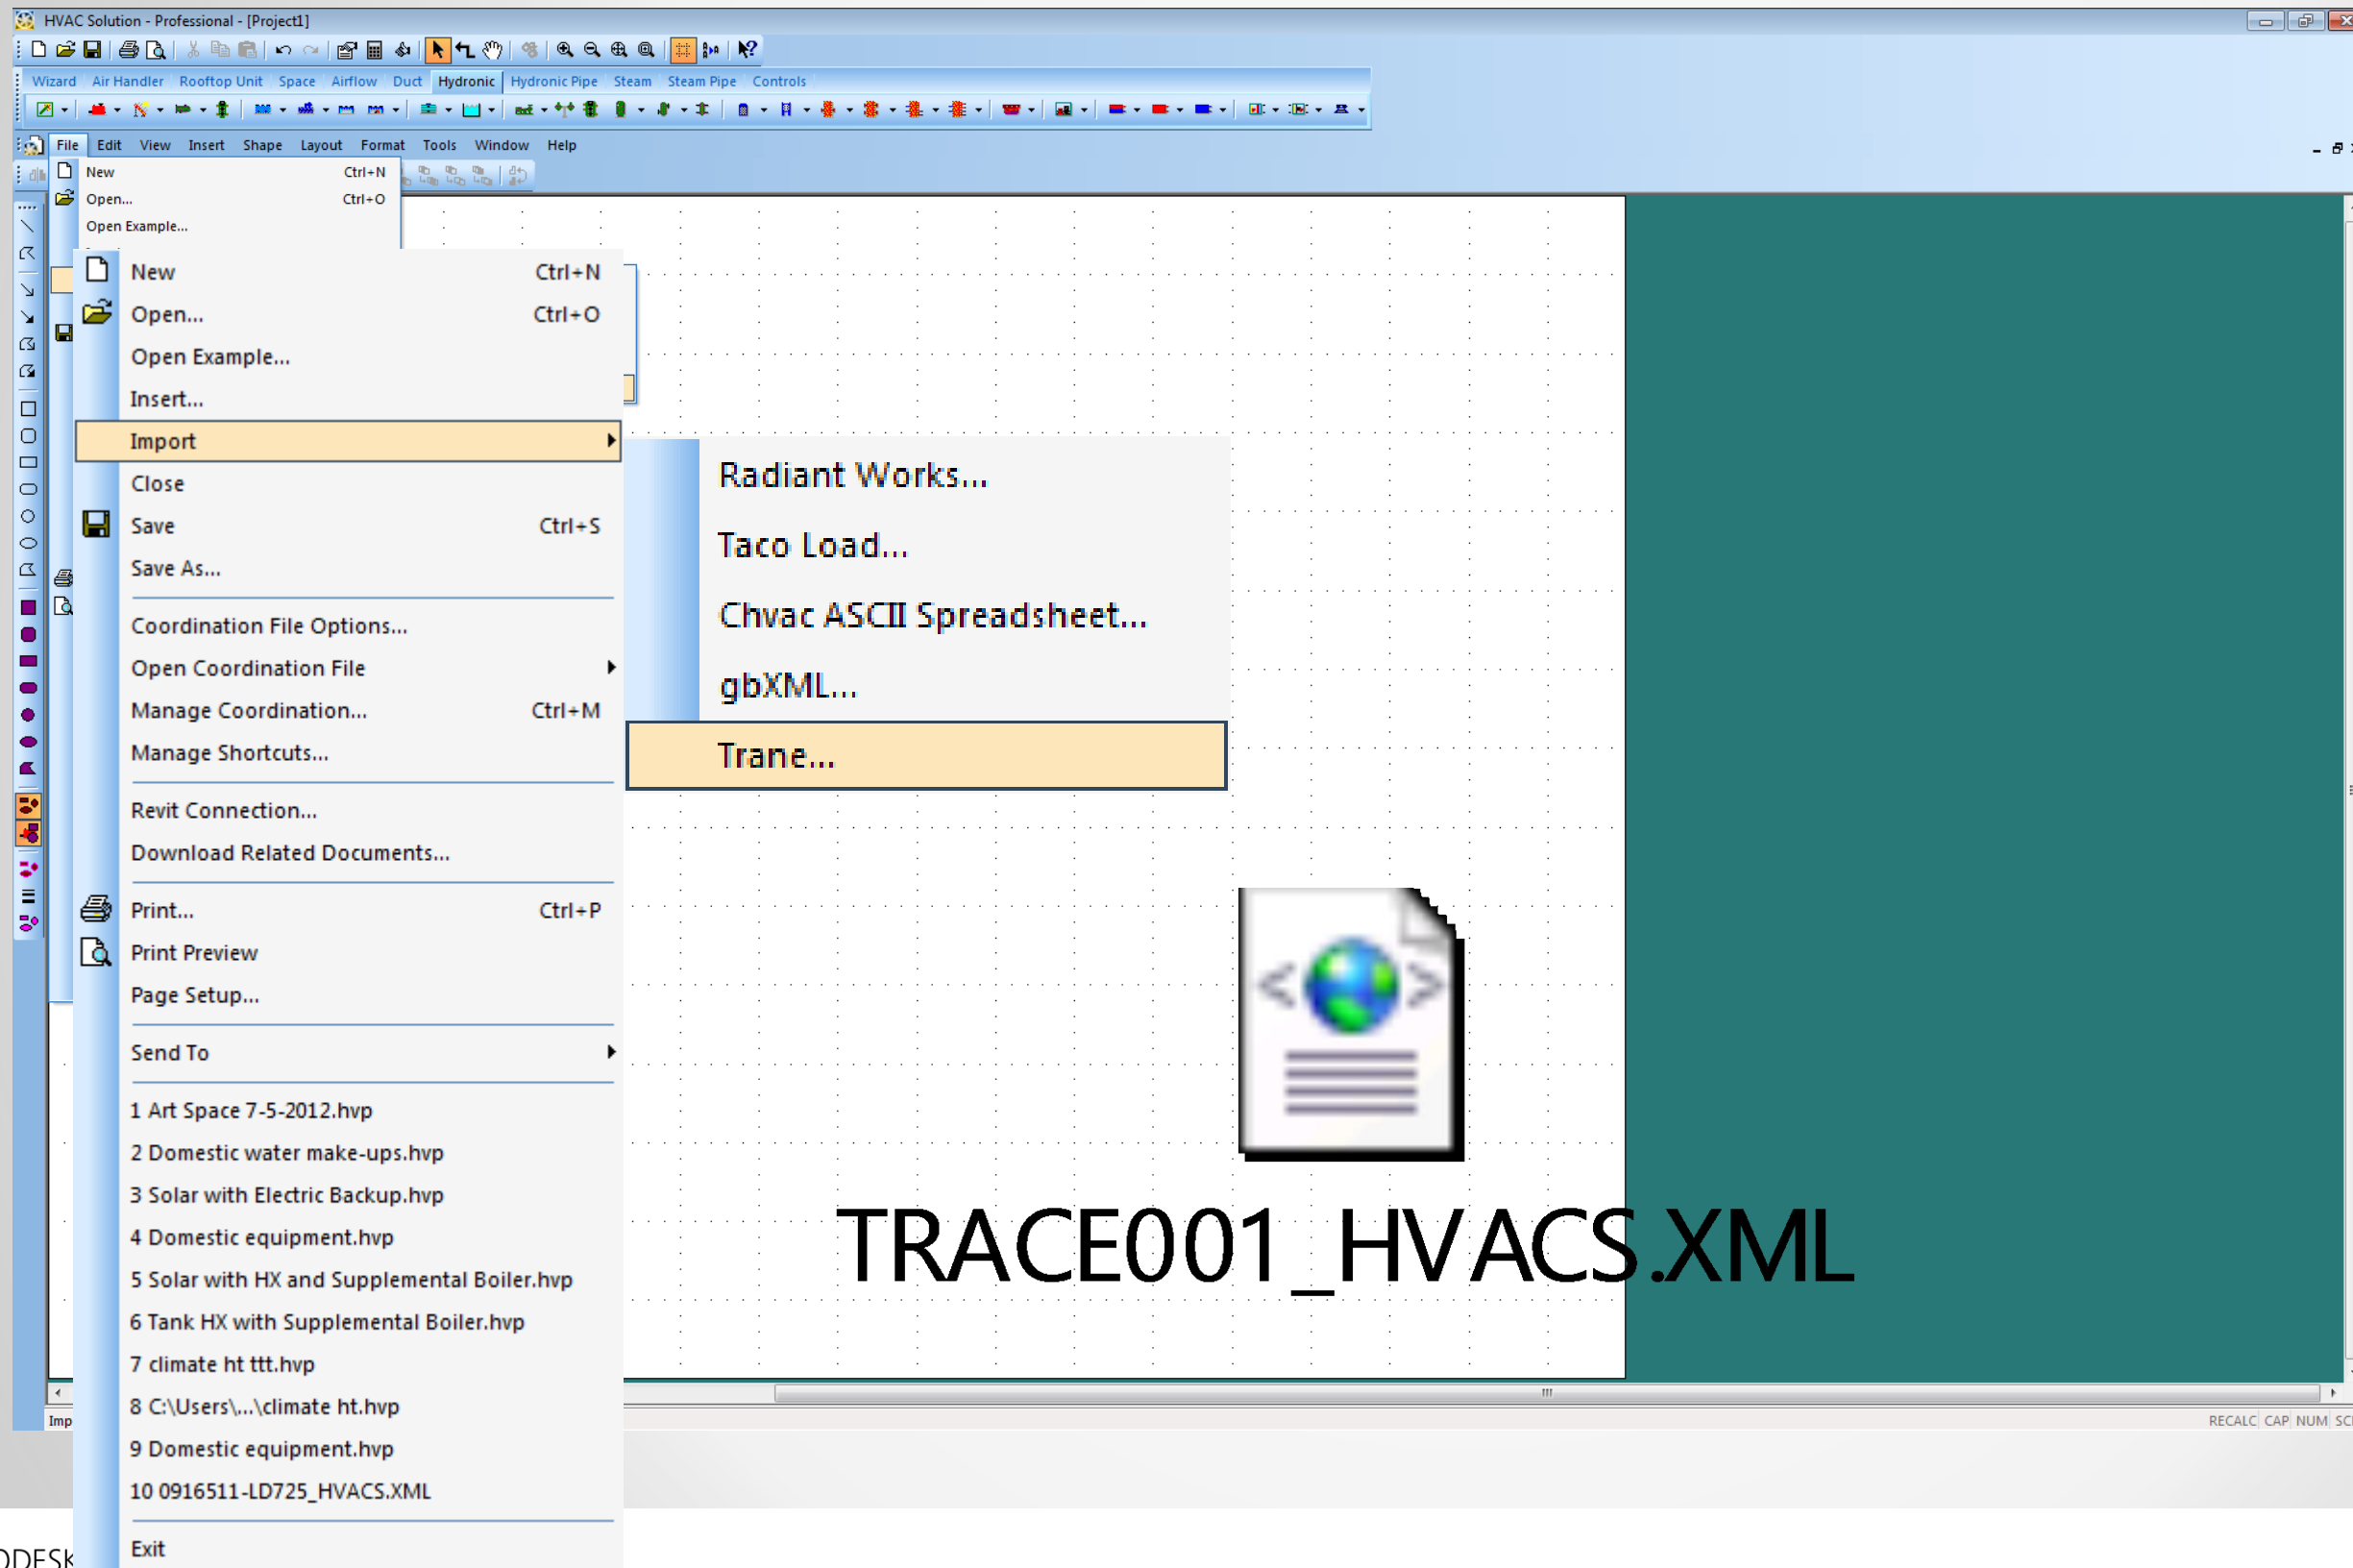 HVAC Solution - Professional - [Project1]
Wizard Air Handler Rooftop Unit Space Airflow Duct Hydronic Hydronic Pipe Steam Steam Pipe Controls
File Edit View Insert Shape Layout Format Tools Window Help
New Ctrl+N
Open... Ctrl+O
Open Example...
New Ctrl+N
Open... Ctrl+O
Open Example...
Insert...
Import
Close
Save Ctrl+S
Save As...
Coordination File Options...
Open Coordination File
Manage Coordination... Ctrl+M
Manage Shortcuts...
Revit Connection...
Download Related Documents...
Print... Ctrl+P
Print Preview
Page Setup...
Send To
1 Art Space 7-5-2012.hvp
2 Domestic water make-ups.hvp
3 Solar with Electric Backup.hvp
4 Domestic equipment.hvp
5 Solar with HX and Supplemental Boiler.hvp
6 Tank HX with Supplemental Boiler.hvp
7 climate ht ttt.hvp
8 C:\Users\...\climate ht.hvp
9 Domestic equipment.hvp
10 0916511-LD725_HVACS.XML
Exit
Radiant Works...
Taco Load...
Chvac ASCII Spreadsheet...
gbXML...
Trane...
TRACE001_HVACS.XML
Imp
RECALC CAP NUM SC